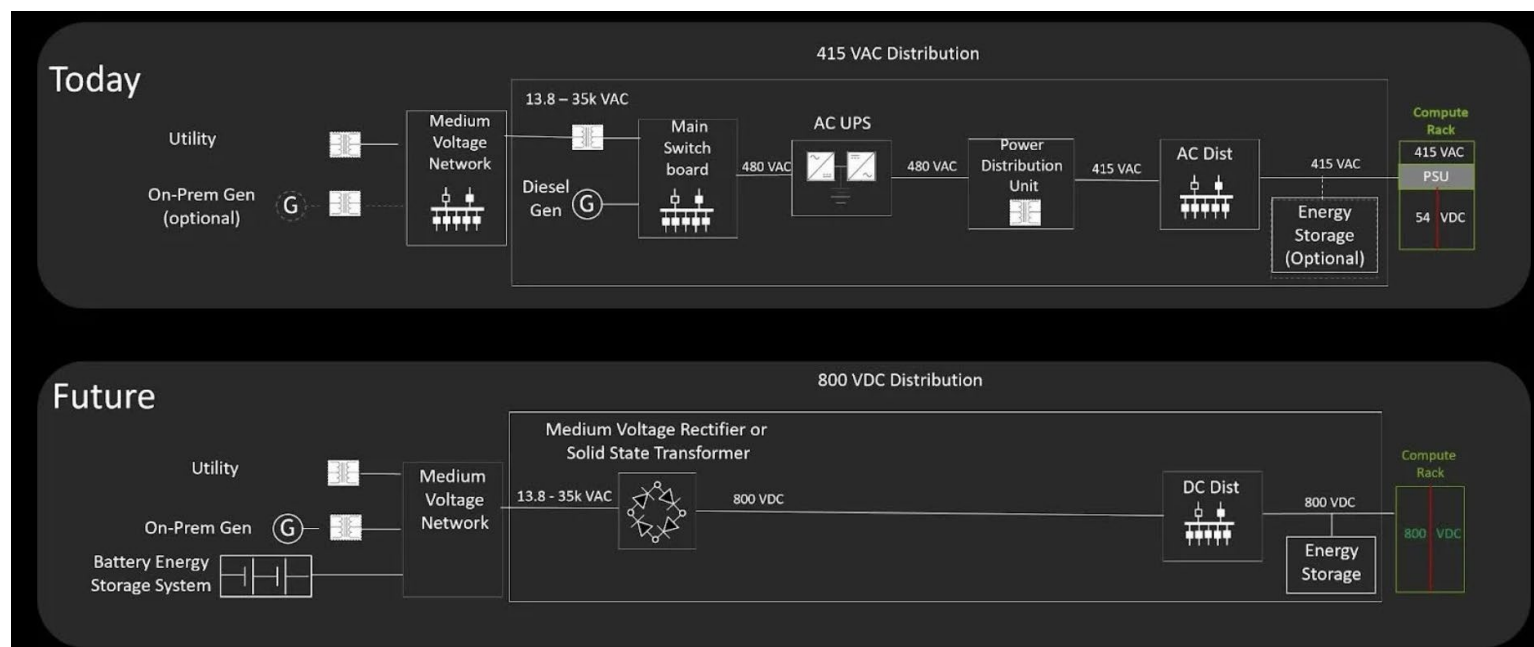 415 VAC Distribution
Today
13.8 – 35k VAC
Utility
Medium
Voltage
Network
Main
Switch
board
AC UPS
Power
Distribution
Unit
AC Dist
Compute
Rack
415 VAC
PSU
54 VDC
480 VAC
480 VAC
415 VAC
415 VAC
On-Prem Gen
(optional)
G
Diesel
Gen
G
Energy
Storage
(Optional)
800 VDC Distribution
Future
Medium Voltage Rectifier or
Solid State Transformer
Utility
Medium
Voltage
Network
13.8 - 35k VAC
800 VDC
DC Dist
800 VDC
Compute
Rack
800 VDC
On-Prem Gen
G
Battery Energy
Storage System
Energy
Storage